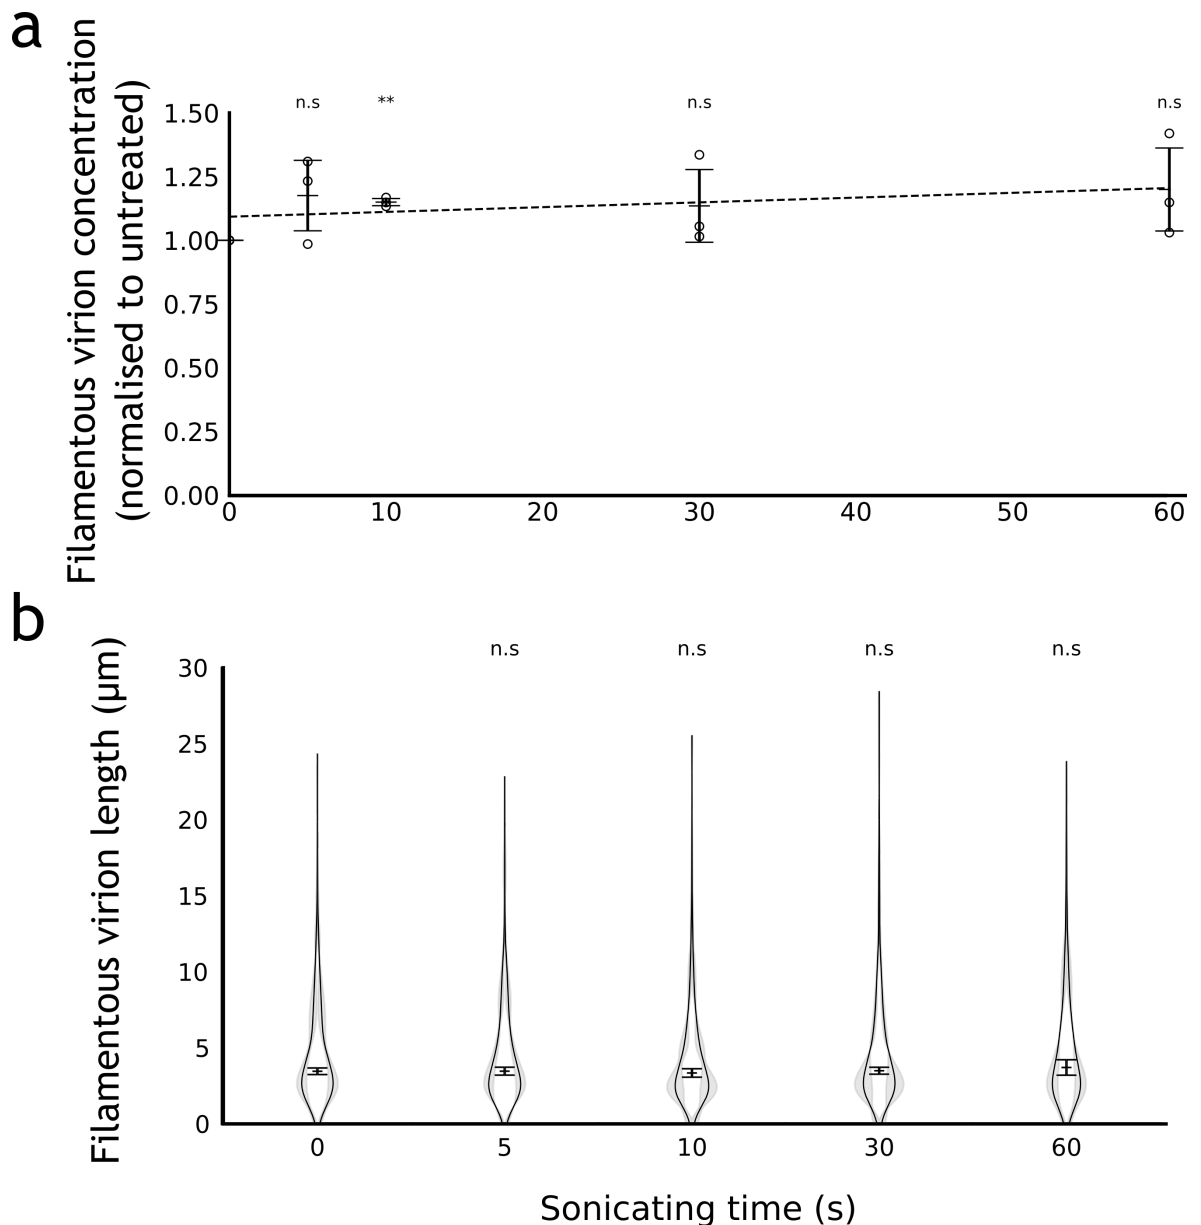 a
Filamentous virion concentration
(normalised to untreated)
n.s ** n.s n.s
1.50
1.25
1.00
0.75
0.50
0.25
0.00
0 10 20 30 40 50 60
b
Filamentous virion length (μm)
n.s n.s n.s n.s
30
25
20
15
10
5
0
0 5 10 30 60
Sonicating time (s)